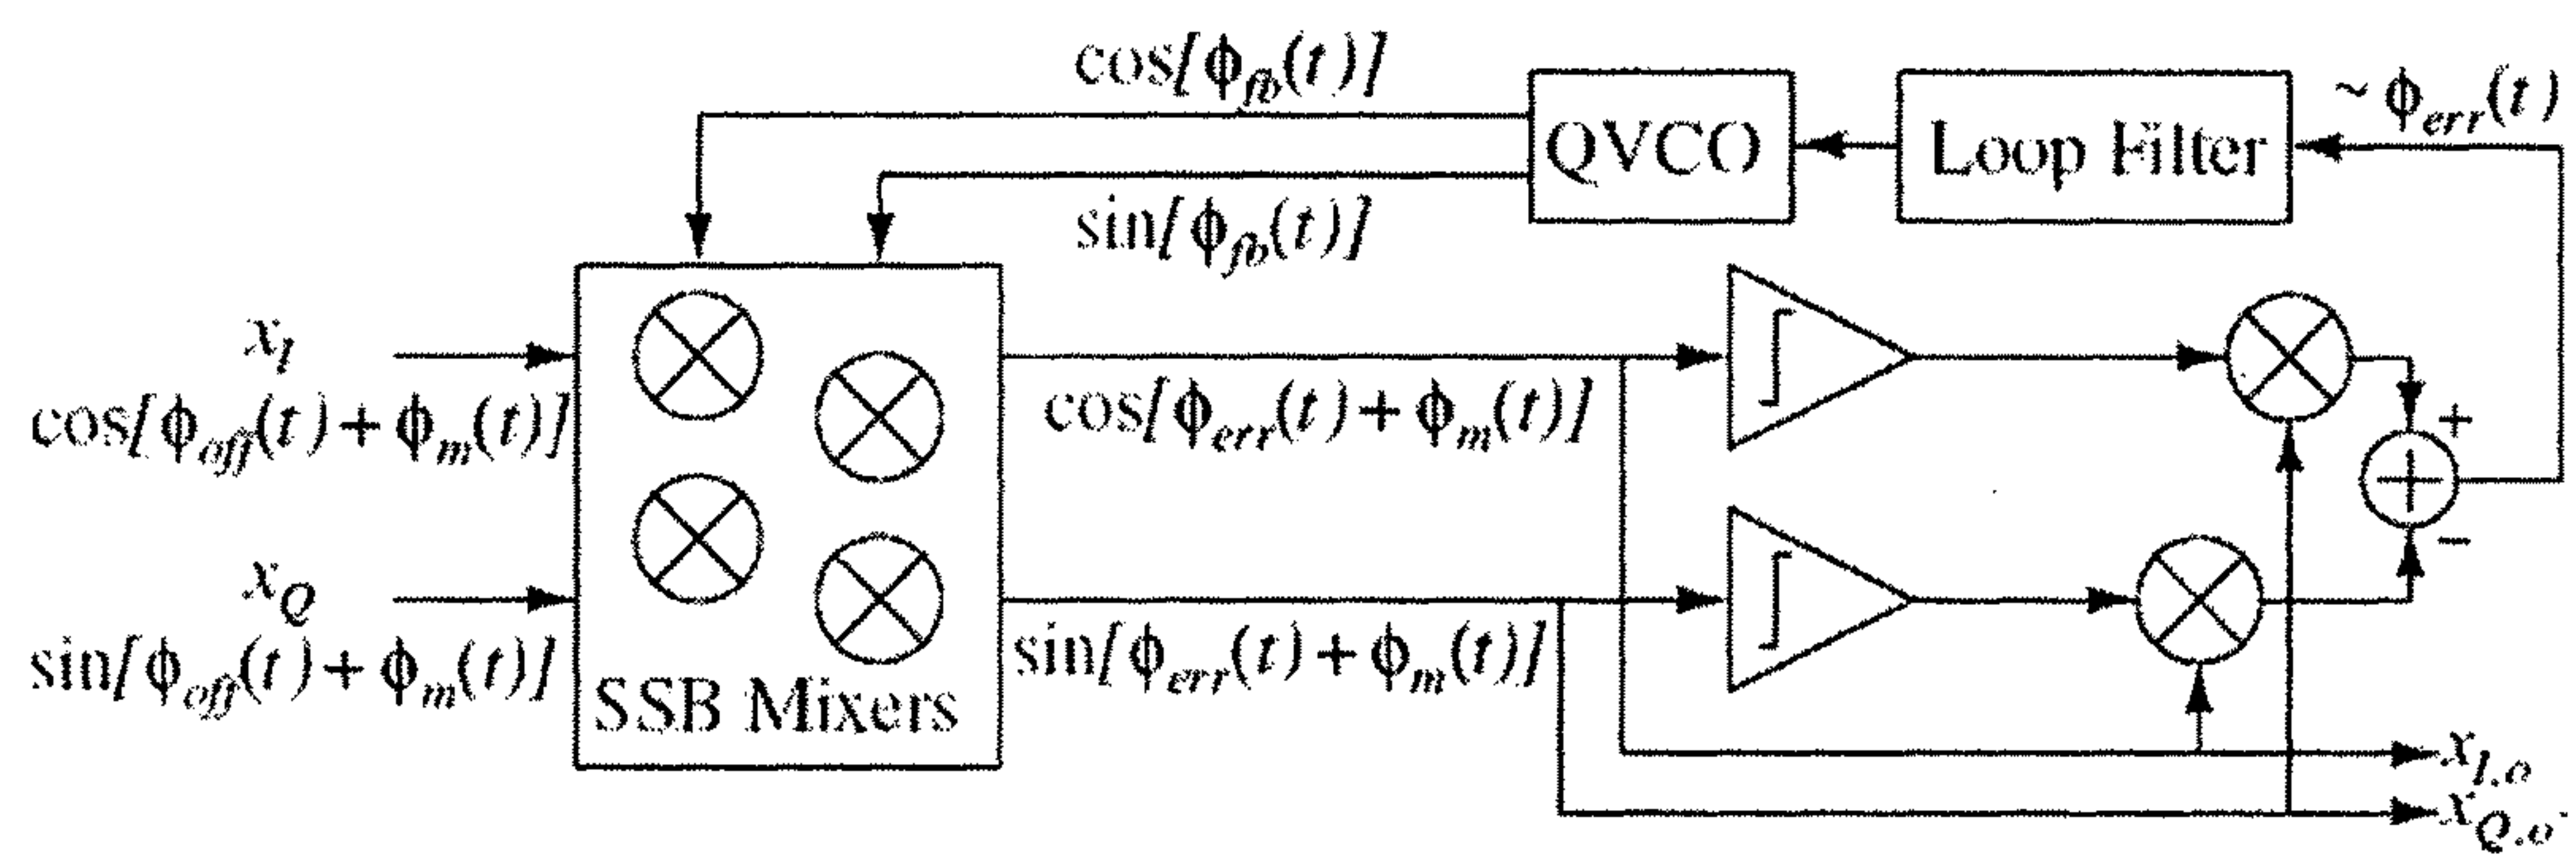 cos[ϕfb(t)]
QVCO
Loop Filter
~ ϕerr(t)
sin[ϕfb(t)]
xI
cos[ϕoff(t)+ϕm(t)]
cos[ϕerr(t)+ϕm(t)]
+
xQ
−
sin[ϕoff(t)+ϕm(t)]
SSB Mixers
sin[ϕerr(t)+ϕm(t)]
xI.o
xQ.o